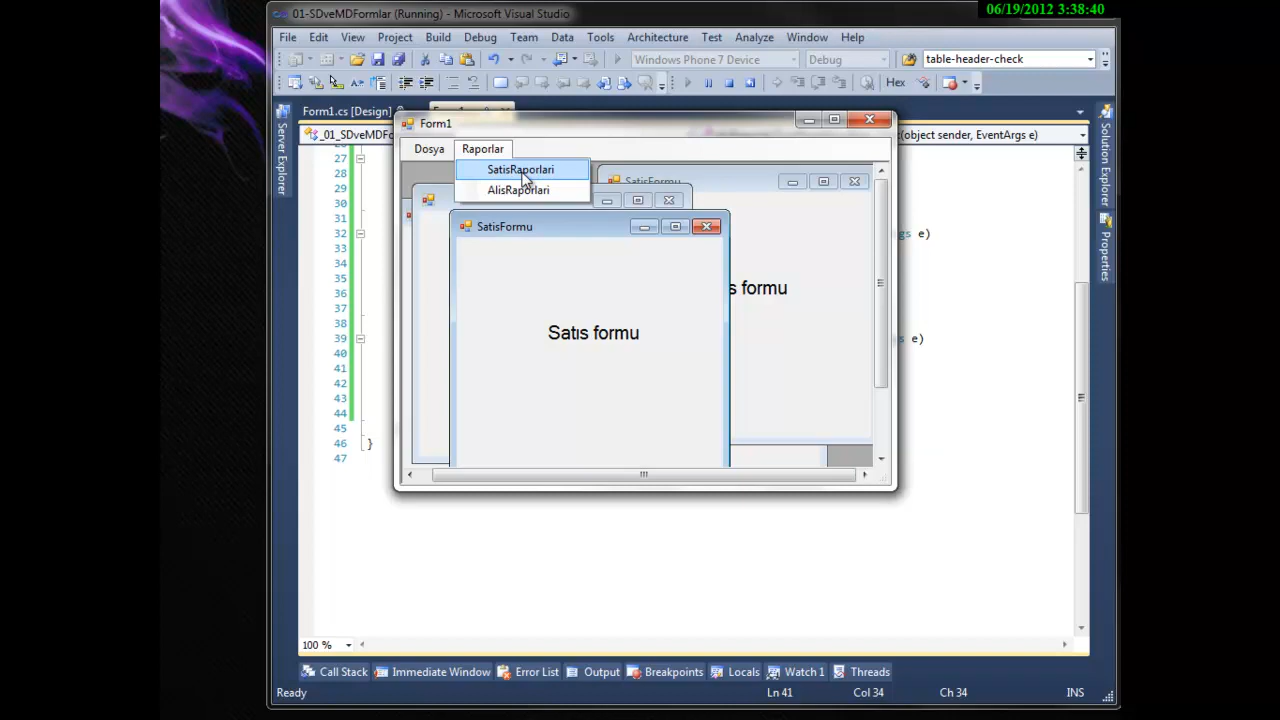 06/19/2012 3:38:40
01-SDveMDFormlar (Running) - Microsoft Visual Studio
File Edit View Project Build Debug Team Data Tools Architecture Test Analyze Window Help
Windows Phone 7 Device Debug table-header-check
Hex
Form1.cs [Design]
Server Expl​orer
Solution Explorer
Properties
_01_SDveMDFo
(object sender, EventArgs e)
Form1
Dosya Raporlar
SatisRaporlari
AlisRaporlari
SatisFormu
SatisFormu
Satıs formu
s formu
gs e)
s e)
27
28
29
30
31
32
33
34
35
36
37
38
39
40
41
42
43
44
45
46 }
47
100 %
Call Stack Immediate Window Error List Output Breakpoints Locals Watch 1 Threads
Ready Ln 41 Col 34 Ch 34 INS